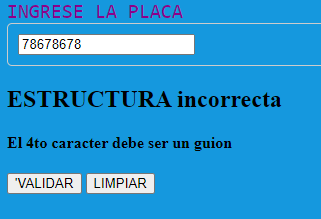 INGRESE LA PLACA
78678678
ESTRUCTURA incorrecta
El 4to caracter debe ser un guion
'VALIDAR LIMPIAR